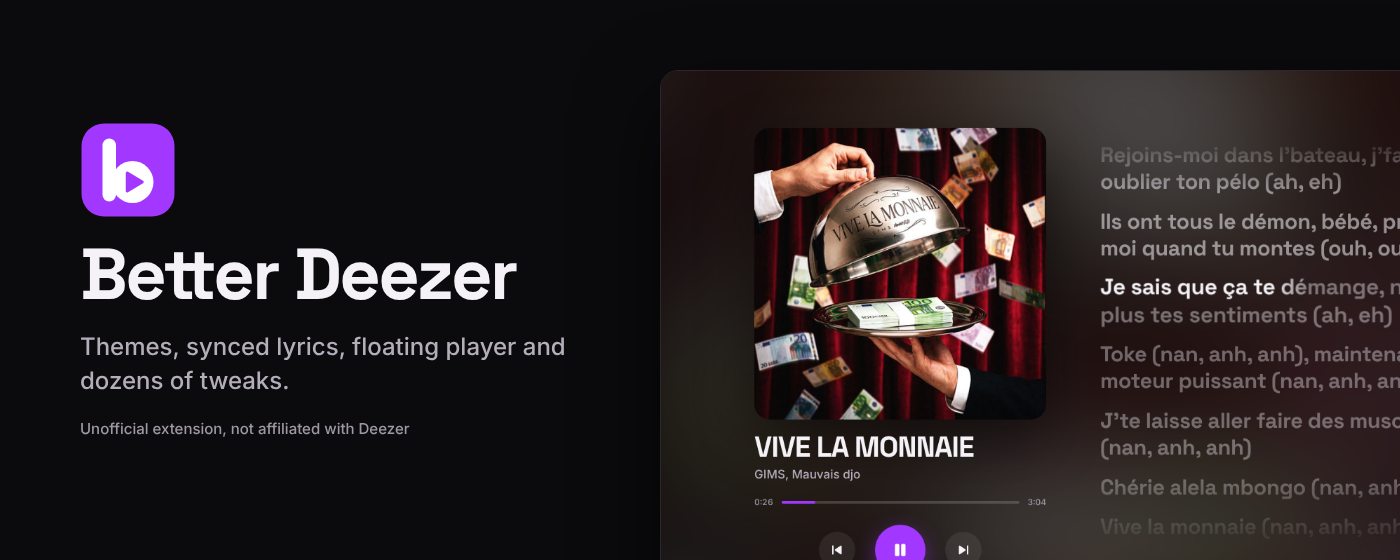 Better Deezer
Themes, synced lyrics, floating player and
dozens of tweaks.
Unofficial extension, not affiliated with Deezer
VIVE LA MONNAIE
VIVE LA MONNAIE
GIMS, Mauvais djo
0:26
3:04
Rejoins-moi dans l'bateau, j'fa
oublier ton pélo (ah, eh)
Ils ont tous le démon, bébé, pr
moi quand tu montes (ouh, ou
Je sais que ça te démange, n
plus tes sentiments (ah, eh)
Toke (nan, anh, anh), maintena
moteur puissant (nan, anh, an
J'te laisse aller faire des musc
(nan, anh, anh)
Chérie alela mbongo (nan, anh
Vive la monnaie (nan, anh, anh